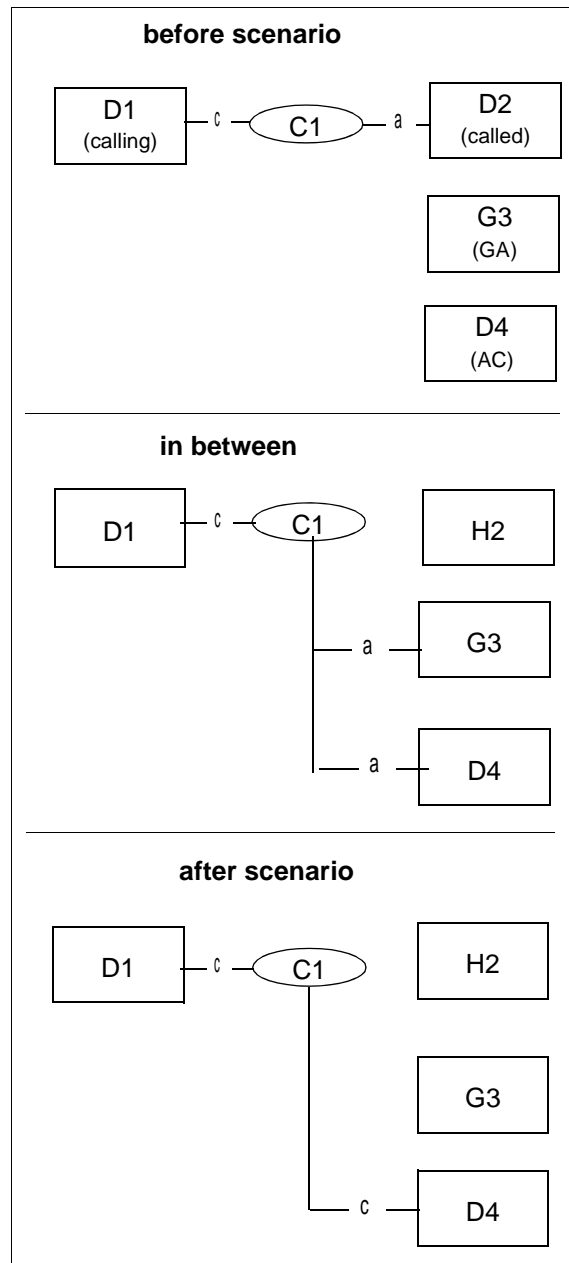 before scenario
D1
(calling)
c
C1
a
D2
(called)
G3
(GA)
D4
(AC)
in between
D1
c
C1
H2
a
G3
a
D4
after scenario
D1
c
C1
H2
G3
c
D4